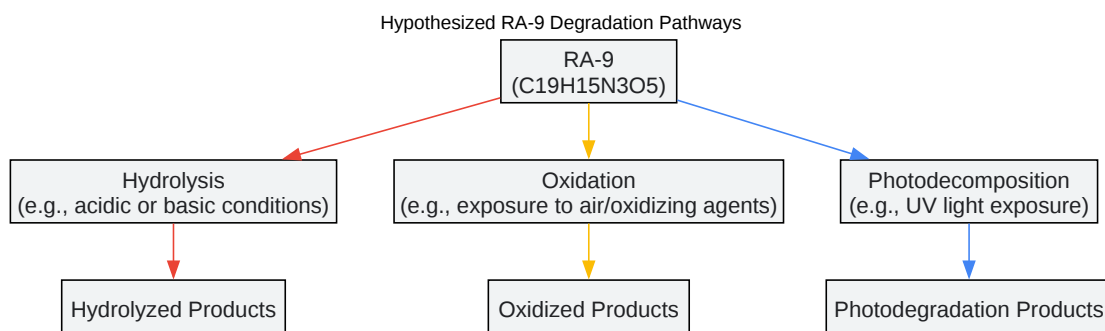 Hypothesized RA-9 Degradation Pathways
RA-9
(C19H15N3O5)
Hydrolysis
(e.g., acidic or basic conditions)
Oxidation
(e.g., exposure to air/oxidizing agents)
Photodecomposition
(e.g., UV light exposure)
Hydrolyzed Products
Oxidized Products
Photodegradation Products